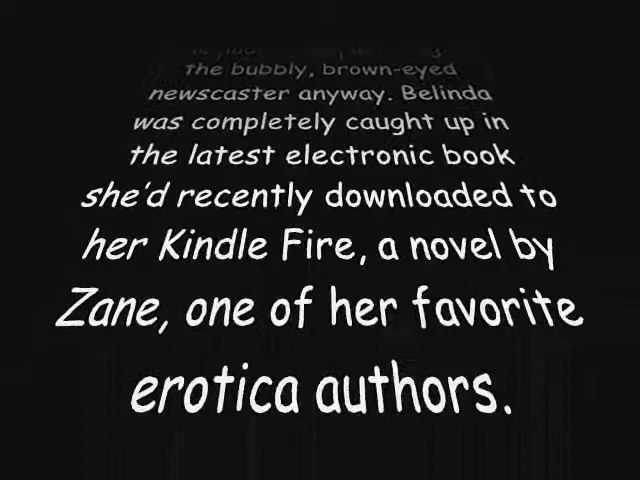 the bubbly, brown-eyed
newscaster anyway. Belinda
was completely caught up in
the latest electronic book
she'd recently downloaded to
her Kindle Fire, a novel by
Zane, one of her favorite
erotica authors.